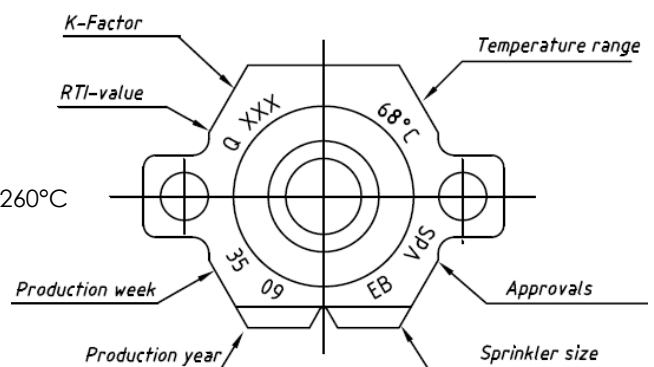 K-Factor
Temperature range
RTI-value
Q XXX
68°C
260°C
35
09
EB
VdS
Production week
Approvals
Production year
Sprinkler size